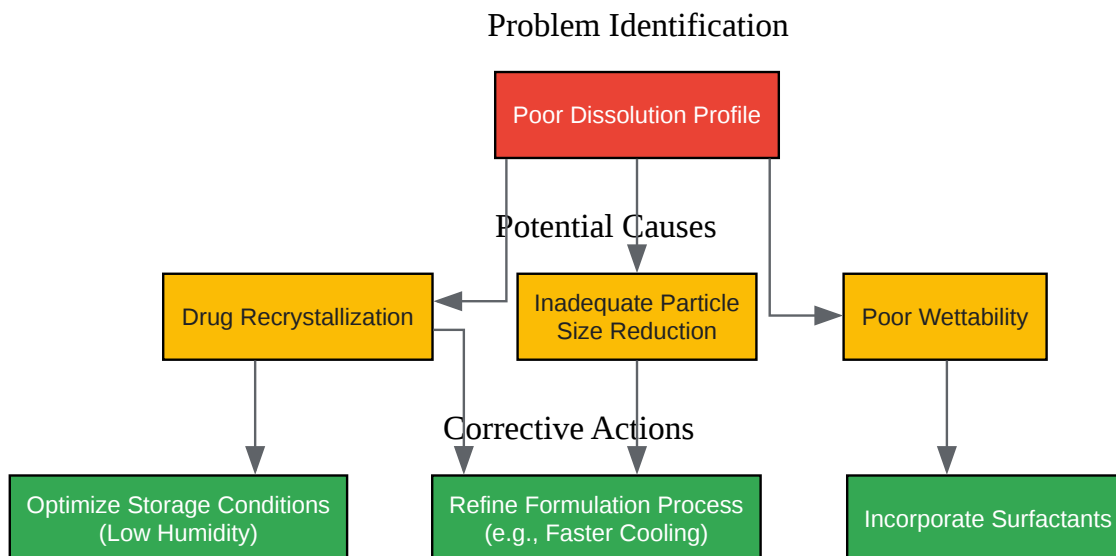 Problem Identification
Poor Dissolution Profile
Potential Causes
Drug Recrystallization
Inadequate Particle
Size Reduction
Poor Wettability
Corrective Actions
Optimize Storage Conditions
(Low Humidity)
Refine Formulation Process
(e.g., Faster Cooling)
Incorporate Surfactants